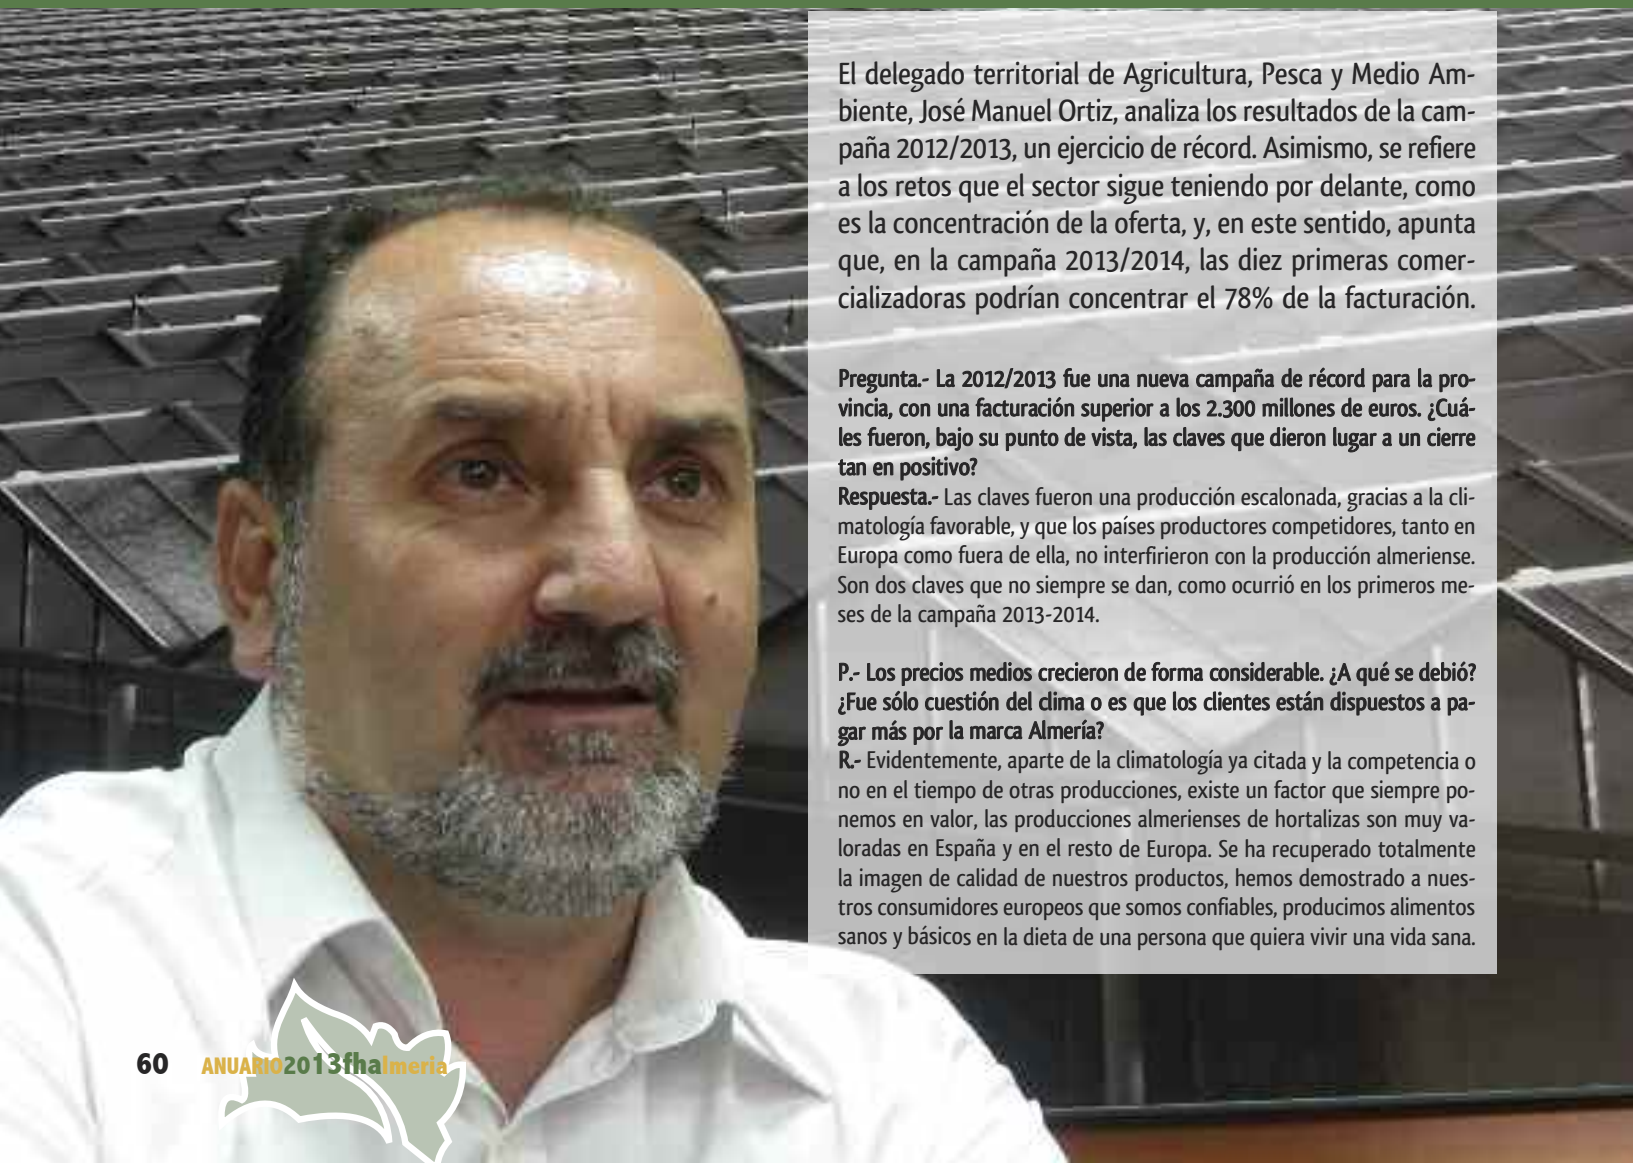 El delegado territorial de Agricultura, Pesca y Medio Am-
biente, José Manuel Ortiz, analiza los resultados de la cam-
paña 2012/2013, un ejercicio de récord. Asimismo, se refiere
a los retos que el sector sigue teniendo por delante, como
es la concentración de la oferta, y, en este sentido, apunta
que, en la campaña 2013/2014, las diez primeras comer-
cializadoras podrían concentrar el 78% de la facturación.
Pregunta.- La 2012/2013 fue una nueva campaña de récord para la pro-
vincia, con una facturación superior a los 2.300 millones de euros. ¿Cuá-
les fueron, bajo su punto de vista, las claves que dieron lugar a un cierre
tan en positivo?
Respuesta.- Las claves fueron una producción escalonada, gracias a la cli-
matología favorable, y que los países productores competidores, tanto en
Europa como fuera de ella, no interfirieron con la producción almeriense.
Son dos claves que no siempre se dan, como ocurrió en los primeros me-
ses de la campaña 2013-2014.
P.- Los precios medios crecieron de forma considerable. ¿A qué se debió?
¿Fue sólo cuestión del clima o es que los clientes están dispuestos a pa-
gar más por la marca Almería?
R.- Evidentemente, aparte de la climatología ya citada y la competencia o
no en el tiempo de otras producciones, existe un factor que siempre po-
nemos en valor, las producciones almerienses de hortalizas son muy va-
loradas en España y en el resto de Europa. Se ha recuperado totalmente
la imagen de calidad de nuestros productos, hemos demostrado a nues-
tros consumidores europeos que somos confiables, producimos alimentos
sanos y básicos en la dieta de una persona que quiera vivir una vida sana.
60 ANUARIO2013fhalmeria